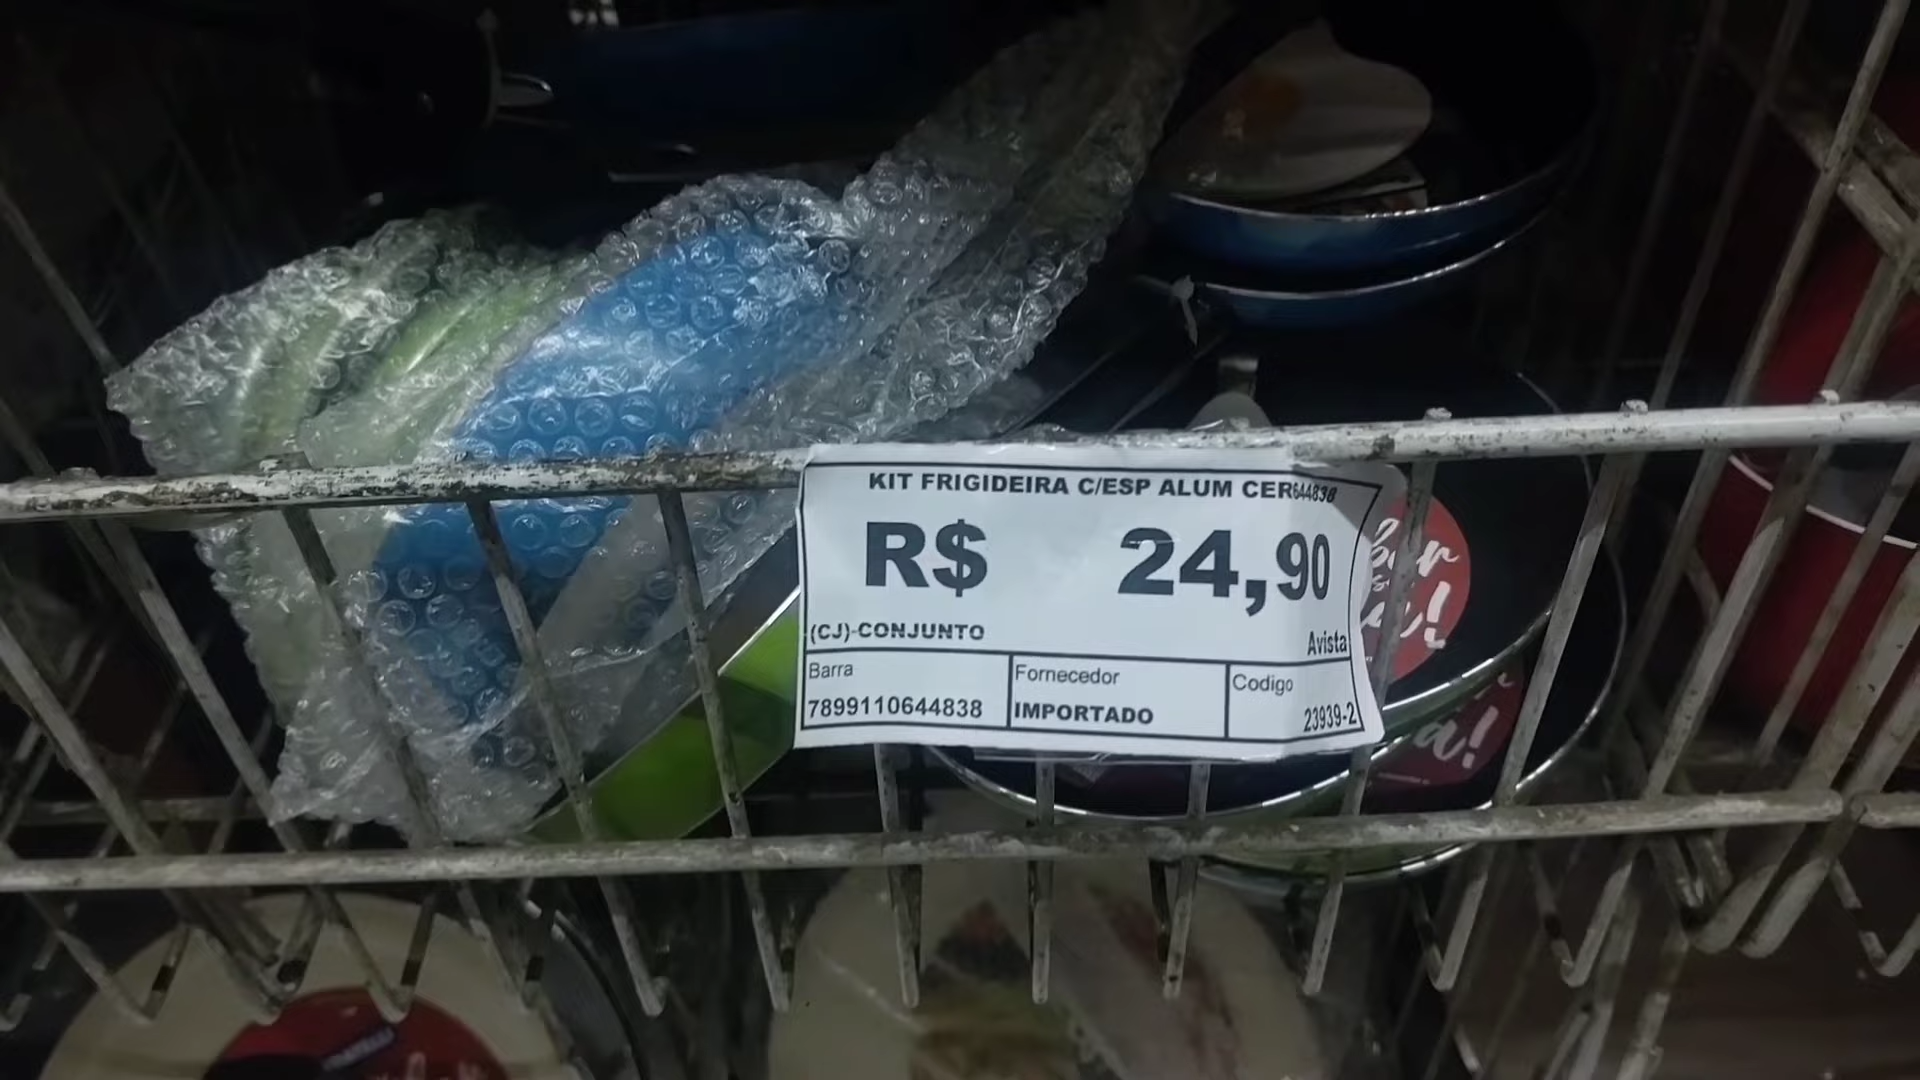 KIT FRIGIDEIRA C/ESP ALUM CER644838
R$ 24,90
(CJ)-CONJUNTO
Avista
Barra
Fornecedor
Codigo
7899110644838
IMPORTADO
23939-2
a!